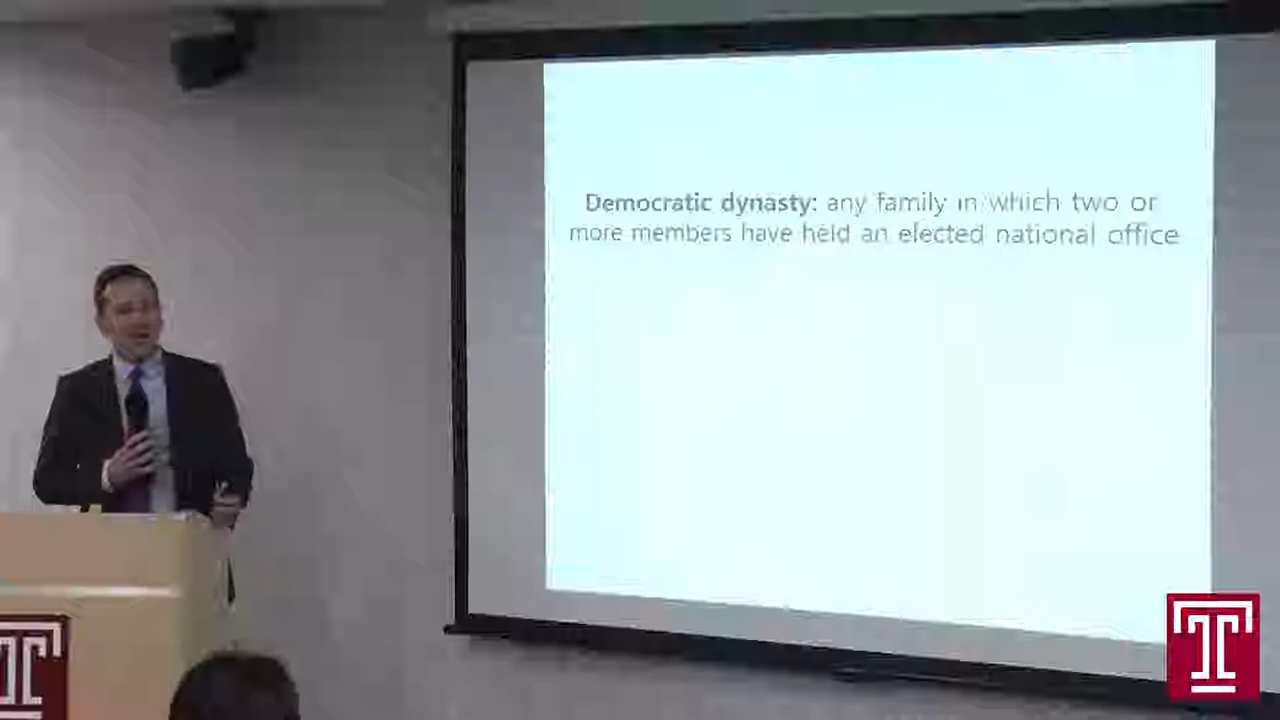 Democratic dynasty: any family in which two or
more members have held an elected national office